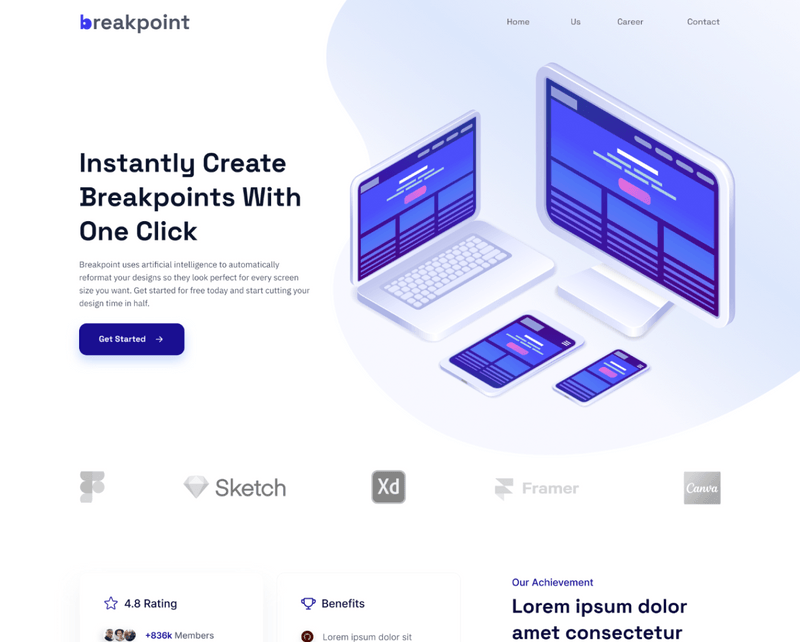 breakpoint
Home Us Career Contact
Instantly Create
Breakpoints With
One Click
Breakpoint uses artificial intelligence to automatically
reformat your designs so they look perfect for every screen
size you want. Get started for free today and start cutting your
design time in half.
Get Started →
Sketch
Xd
Framer
Canva
4.8 Rating
+836k Members
Benefits
Lorem ipsum dolor sit
Our Achievement
Lorem ipsum dolor
amet consectetur